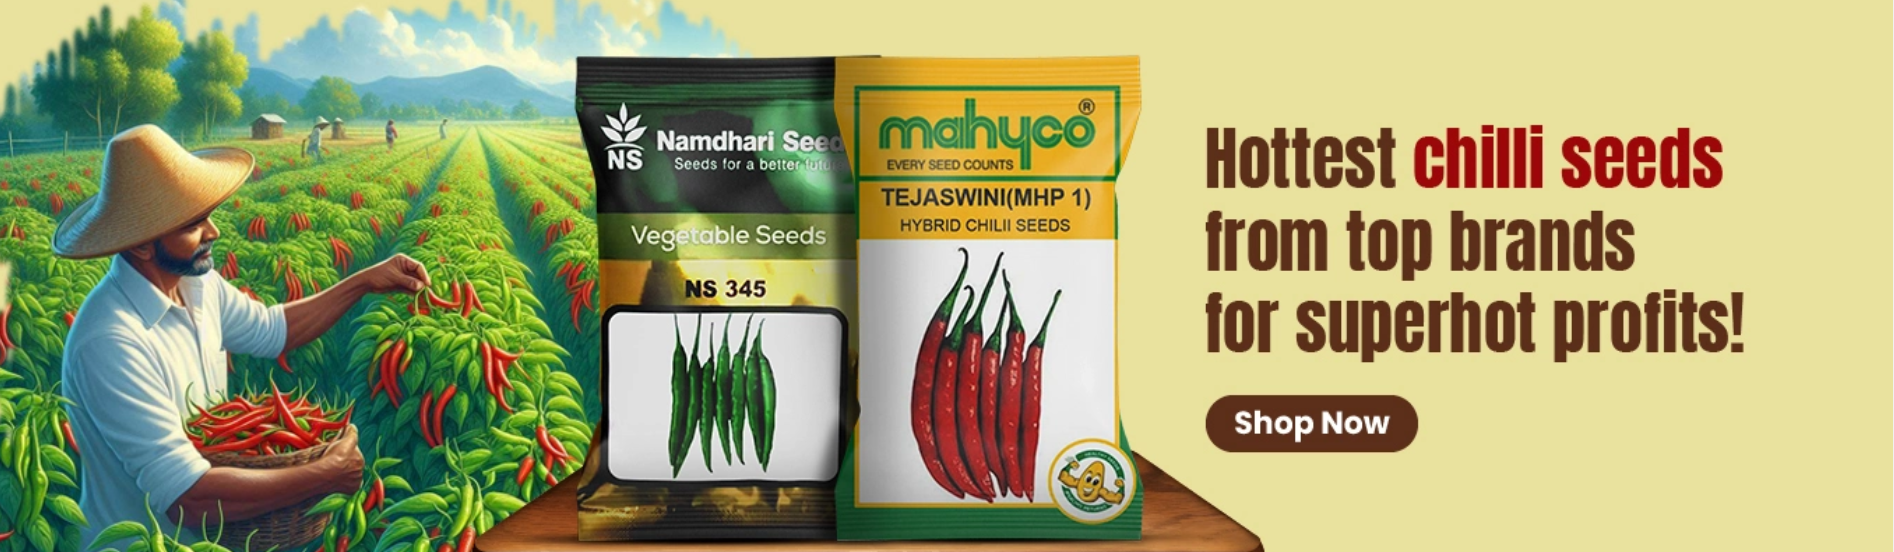 NS
Namdhari Seed
Seeds for a better futu
Vegetable Seeds
NS 345
mahyco®
EVERY SEED COUNTS
TEJASWINI(MHP 1)
HYBRID CHILII SEEDS
Hottest chilli seeds
from top brands
for superhot profits!
Shop Now